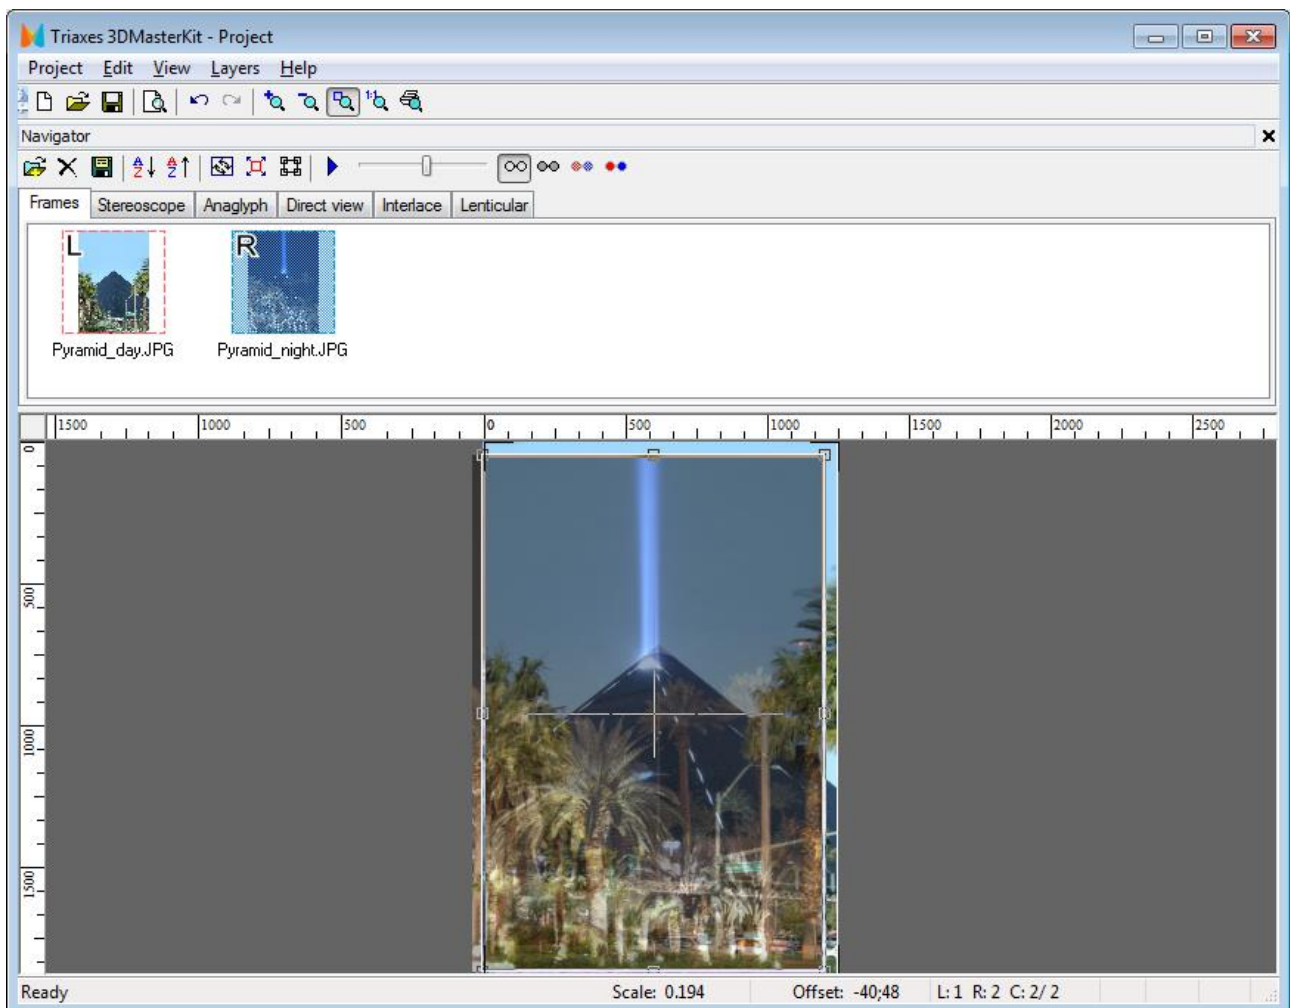 Triaxes 3DMasterKit - Project
Project Edit View Layers Help
1:1
Navigator
Frames Stereoscope Anaglyph Direct view Interlace Lenticular
L R
Pyramid_day.JPG Pyramid_night.JPG
1500 1000 500 0 500 1000 1500 2000 2500
0
500
1000
1500
Ready Scale: 0.194 Offset: -40;48 L: 1 R: 2 C: 2/ 2